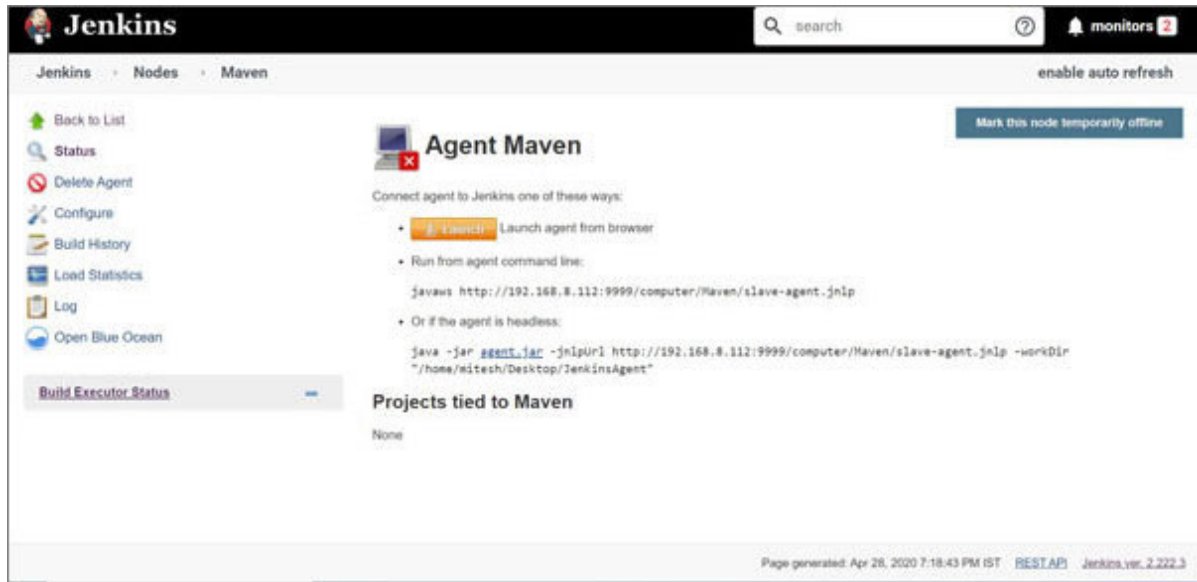 Jenkins
search
monitors 2
Jenkins Nodes Maven
enable auto refresh
Back to List
Status
Delete Agent
Configure
Build History
Load Statistics
Log
Open Blue Ocean
Build Executor Status
Mark this node temporarily offline
Agent Maven
Connect agent to Jenkins one of these ways:
Launch Launch agent from browser
Run from agent command line:
javaws http://192.168.8.112:9999/computer/Maven/slave-agent.jnlp
Or if the agent is headless:
java -jar agent.jar -jnlpUrl http://192.168.8.112:9999/computer/Maven/slave-agent.jnlp -workDir
"/home/mitesh/Desktop/JenkinsAgent"
Projects tied to Maven
None
Page generated: Apr 28, 2020 7:18:43 PM IST REST API Jenkins ver. 2.222.3